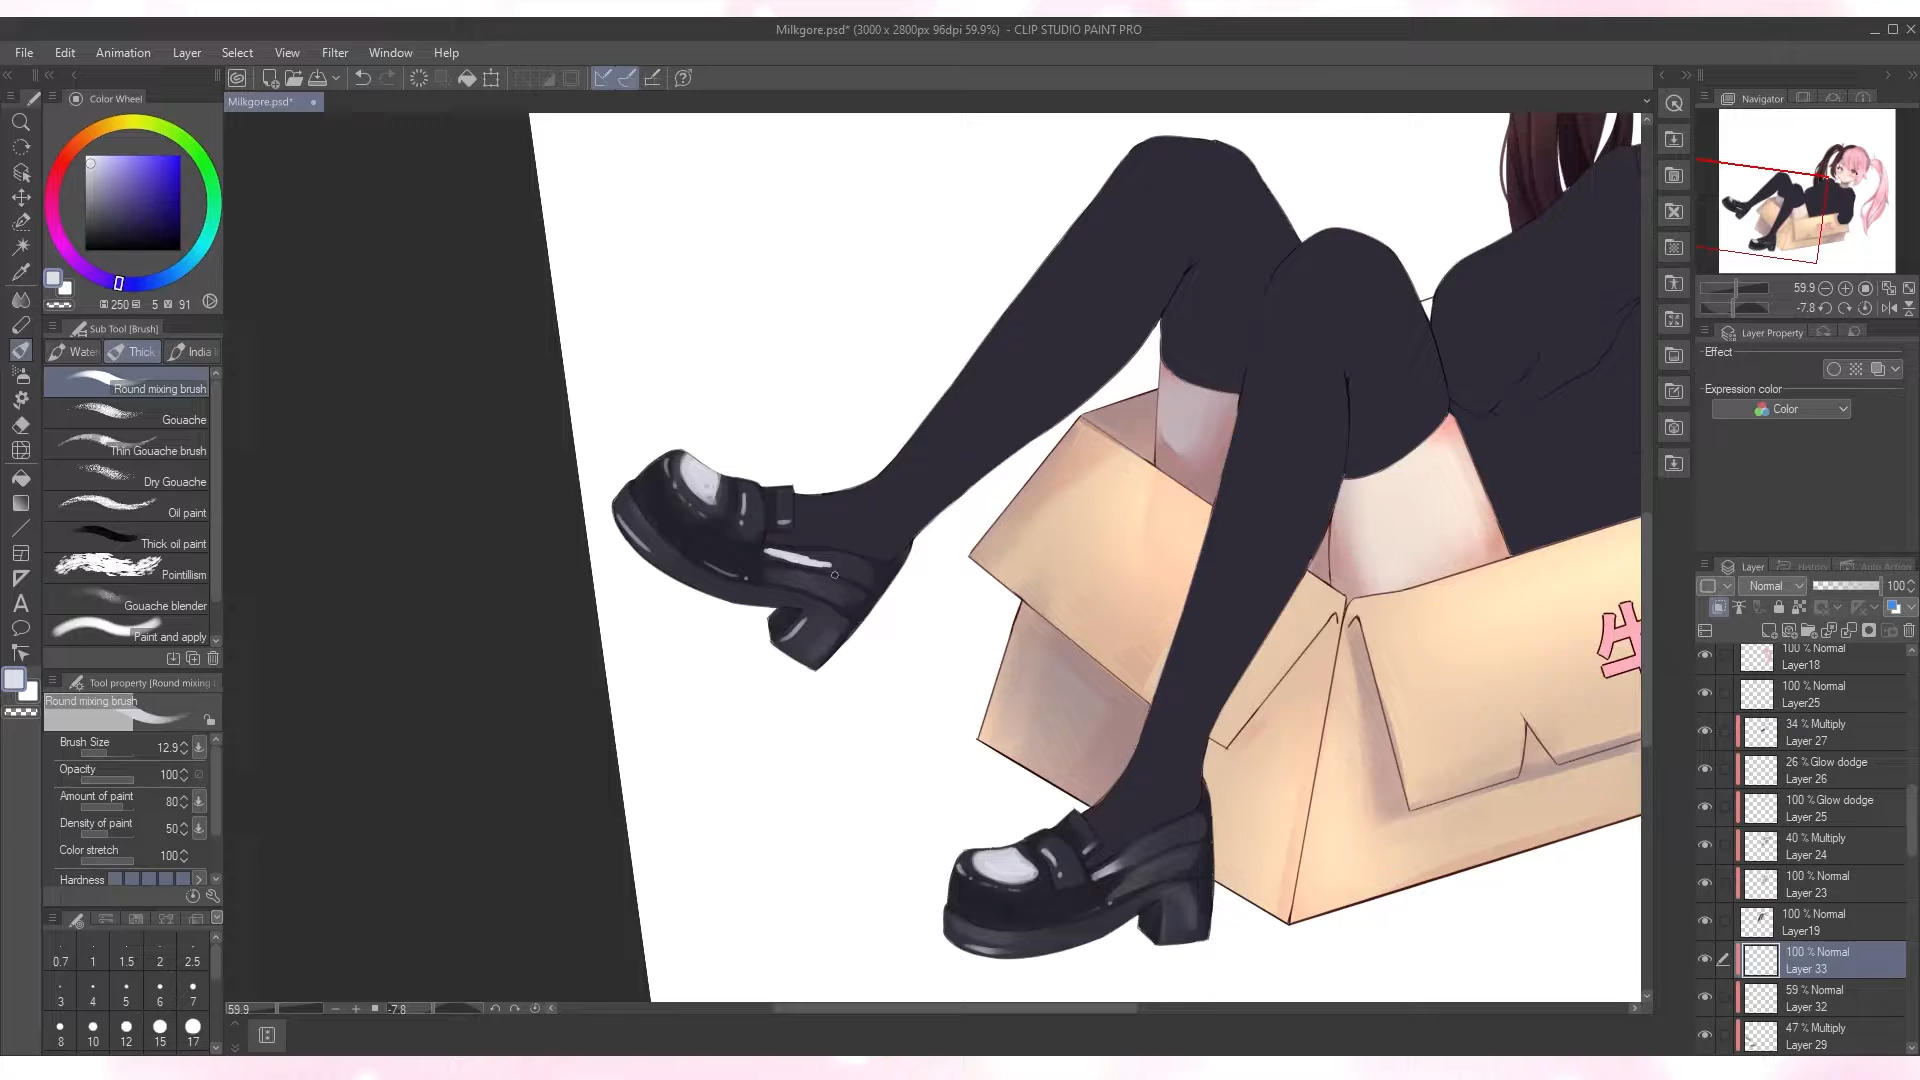 Milkgore.psd* (3000 x 2800px 96dpi 59.9%) - CLIP STUDIO PAINT PRO
File Edit Animation Layer Select View Filter Window Help
Color Wheel
Milkgore.psd*
Navigator
250 5 91
59.9
-7.8
Sub Tool [Brush]
Water Thick India
Layer Property
Effect
Expression color
Color
Round mixing brush
Gouache
Thin Gouache brush
Dry Gouache
Oil paint
Thick oil paint
Pointillism
Gouache blender
Paint and apply
Layer History Auto Action
Normal 100
Tool property [Round mixing
Round mixing brush
Brush Size 12.9
Opacity 100
Amount of paint 80
Density of paint 50
Color stretch 100
Hardness
生
100 % Normal
Layer18
100 % Normal
Layer25
34 % Multiply
Layer 27
26 % Glow dodge
Layer 26
100 % Glow dodge
Layer 25
40 % Multiply
Layer 24
100 % Normal
Layer 23
100 % Normal
Layer19
100 % Normal
Layer 33
59 % Normal
Layer 32
47 % Multiply
Layer 29
0.7 1 1.5 2 2.5
3 4 5 6 7
8 10 12 15 17
59.9 -7.8